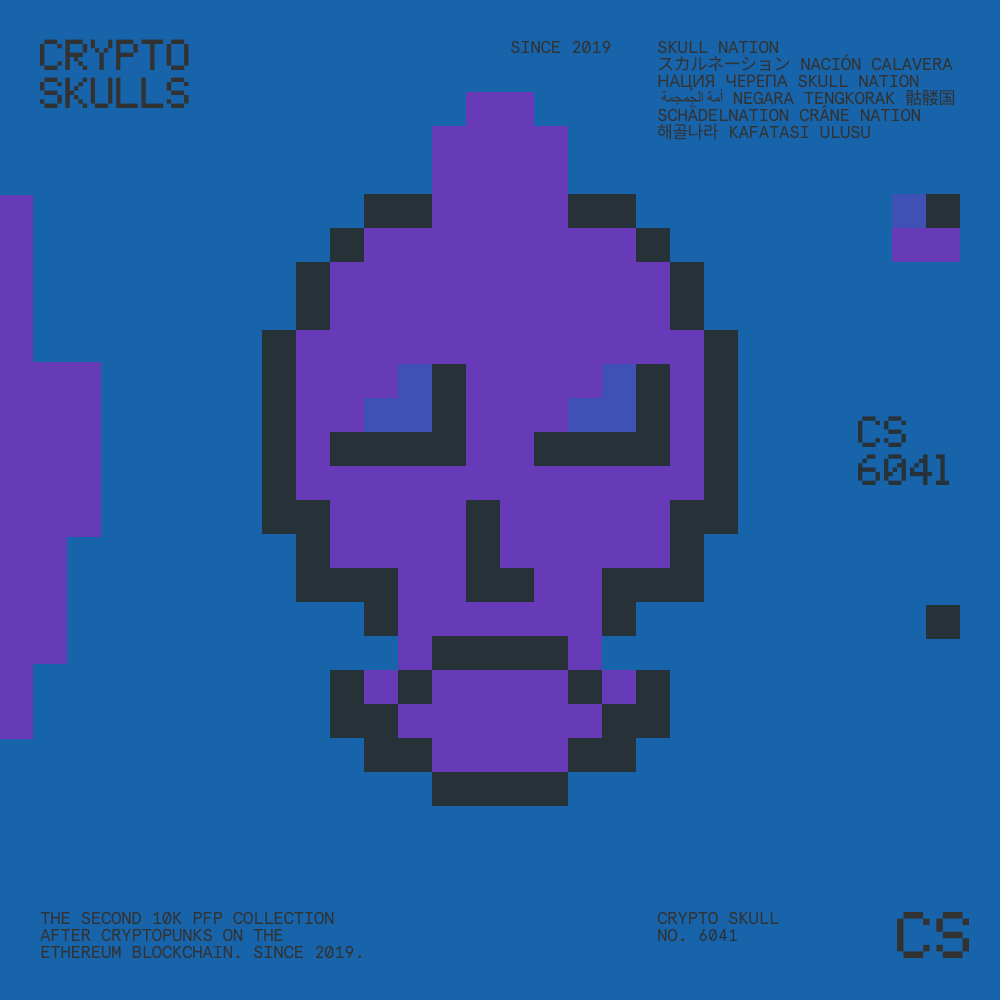 CRYPTO
SKULLS
SINCE 2019
SKULL NATION
スカルネーション NACIÓN CALAVERA
НАЦИЯ ЧЕРЕПА SKULL NATION
أمة الجمجمة NEGARA TENGKORAK 骷髅国
SCHÄDELNATION CRÂNE NATION
해골나라 KAFATASI ULUSU
CS
6041
THE SECOND 10K PFP COLLECTION
AFTER CRYPTOPUNKS ON THE
ETHEREUM BLOCKCHAIN. SINCE 2019.
CRYPTO SKULL
NO. 6041
CS